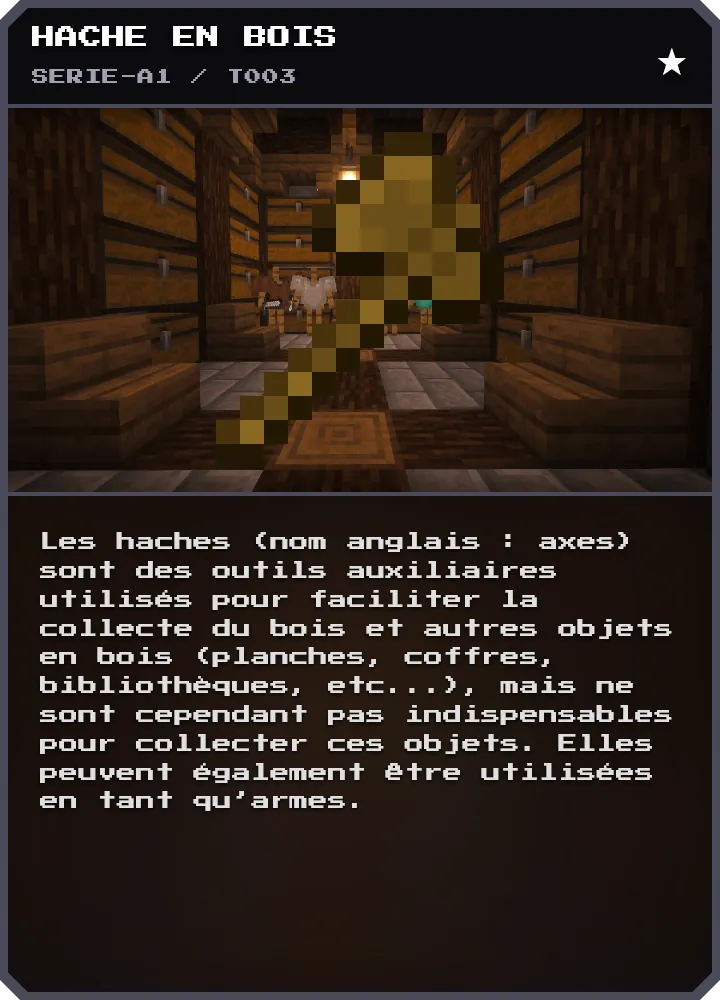 HACHE EN BOIS
SERIE-A1 / T003
Les haches (nom anglais : axes)
sont des outils auxiliaires
utilisés pour faciliter la
collecte du bois et autres objets
en bois (planches, coffres,
bibliothèques, etc...), mais ne
sont cependant pas indispensables
pour collecter ces objets. Elles
peuvent également être utilisées
en tant qu'armes.